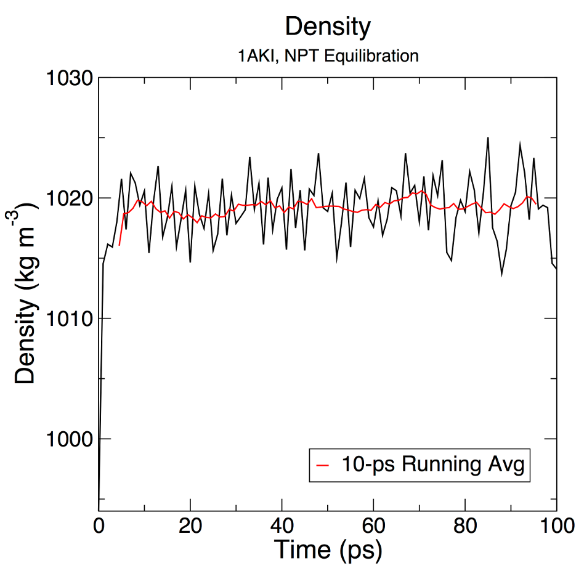 Density
1AKI, NPT Equilibration
1030
1020
1010
1000
Density (kg m⁻³)
10-ps Running Avg
0 20 40 60 80 100
Time (ps)